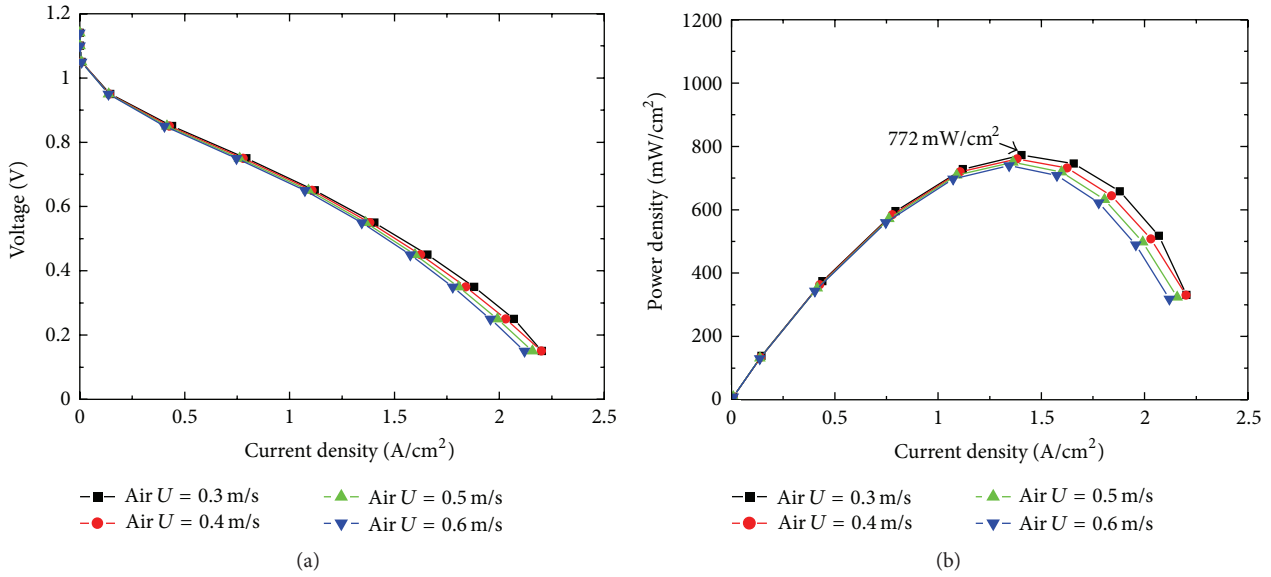 1.2
1
0.8
0.6
0.4
0.2
0
Voltage (V)
0
0.5
1
1.5
2
2.5
Current density (A/cm²)
Air U = 0.3 m/s
Air U = 0.4 m/s
Air U = 0.5 m/s
Air U = 0.6 m/s
(a)
1200
1000
800
600
400
200
0
Power density (mW/cm²)
772 mW/cm²
0
0.5
1
1.5
2
2.5
Current density (A/cm²)
Air U = 0.3 m/s
Air U = 0.4 m/s
Air U = 0.5 m/s
Air U = 0.6 m/s
(b)